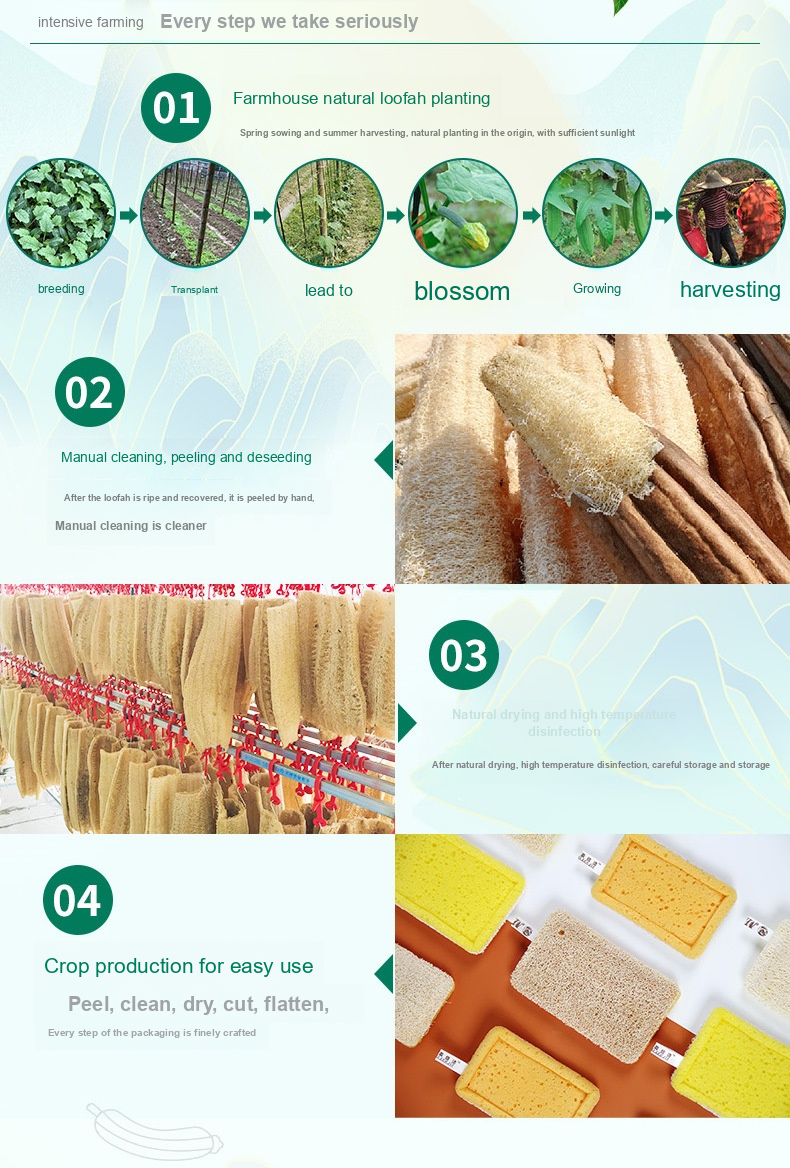 intensive farming Every step we take seriously
01
Farmhouse natural loofah planting
Spring sowing and summer harvesting, natural planting in the origin, with sufficient sunlight
breeding
Transplant
lead to
blossom
Growing
harvesting
02
Manual cleaning, peeling and deseeding
After the loofah is ripe and recovered, it is peeled by hand,
Manual cleaning is cleaner
03
Natural drying and high temperature
disinfection
After natural drying, high temperature disinfection, careful storage and storage
04
Crop production for easy use
Peel, clean, dry, cut, flatten,
Every step of the packaging is finely crafted